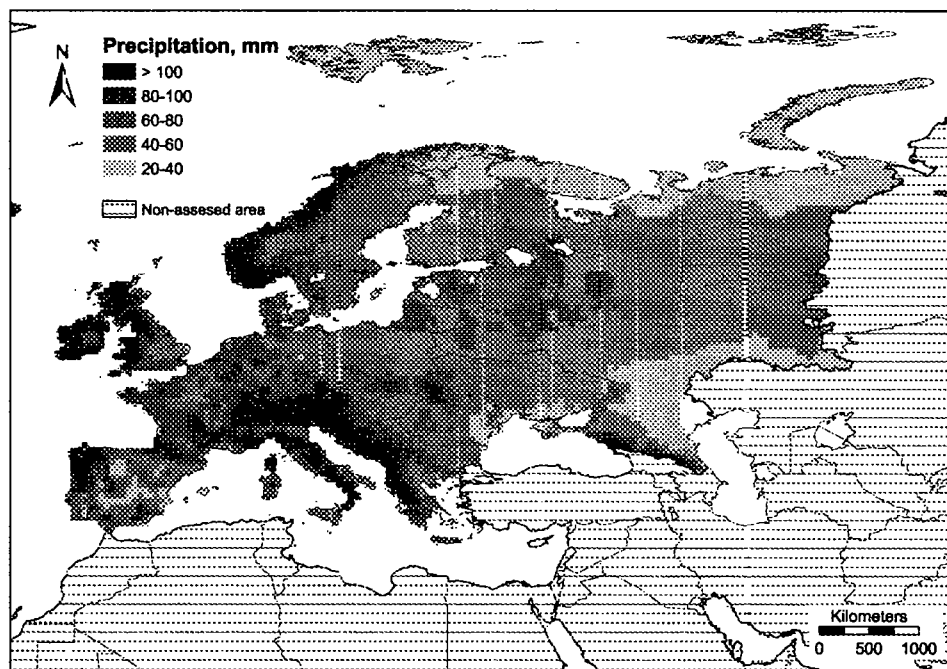 Precipitation, mm
N
> 100
80-100
60-80
40-60
20-40
Non-assesed area
Kilometers
0 500 1000